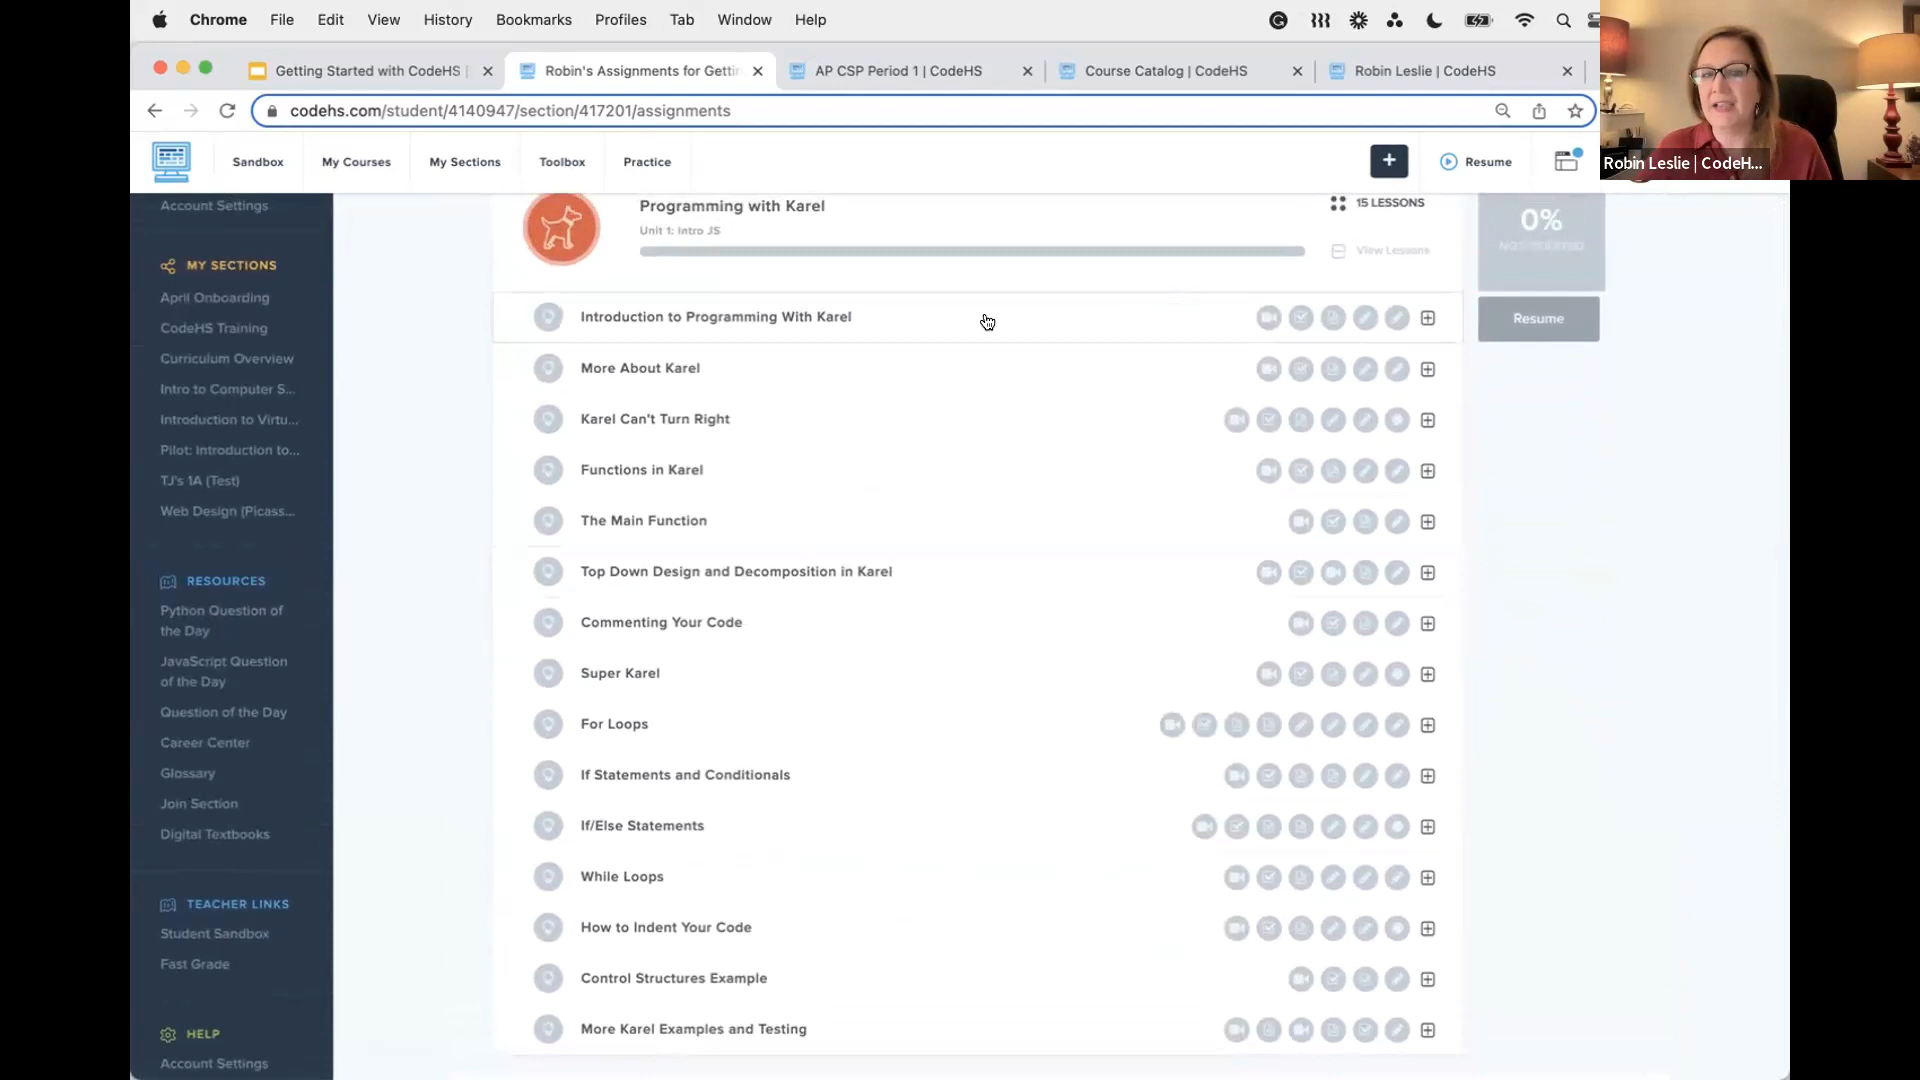 Chrome File Edit View History Bookmarks Profiles Tab Window Help
Getting Started with CodeHS |
Robin's Assignments for Gettin
AP CSP Period 1 | CodeHS
Course Catalog | CodeHS
Robin Leslie | CodeHS
codehs.com/student/4140947/section/417201/assignments
Robin Leslie | CodeH...
Sandbox
My Courses
My Sections
Toolbox
Practice
+
Resume
Account Settings
MY SECTIONS
April Onboarding
CodeHS Training
Curriculum Overview
Intro to Computer S...
Introduction to Virtu...
Pilot: Introduction to...
TJ's 1A (Test)
Web Design (Picass...
RESOURCES
Python Question of
the Day
JavaScript Question
of the Day
Question of the Day
Career Center
Glossary
Join Section
Digital Textbooks
TEACHER LINKS
Student Sandbox
Fast Grade
HELP
Account Settings
Programming with Karel
Unit 1: Intro JS
15 LESSONS
View Lessons
Introduction to Programming With Karel
More About Karel
Karel Can't Turn Right
Functions in Karel
The Main Function
Top Down Design and Decomposition in Karel
Commenting Your Code
Super Karel
For Loops
If Statements and Conditionals
If/Else Statements
While Loops
How to Indent Your Code
Control Structures Example
More Karel Examples and Testing
0%
Resume